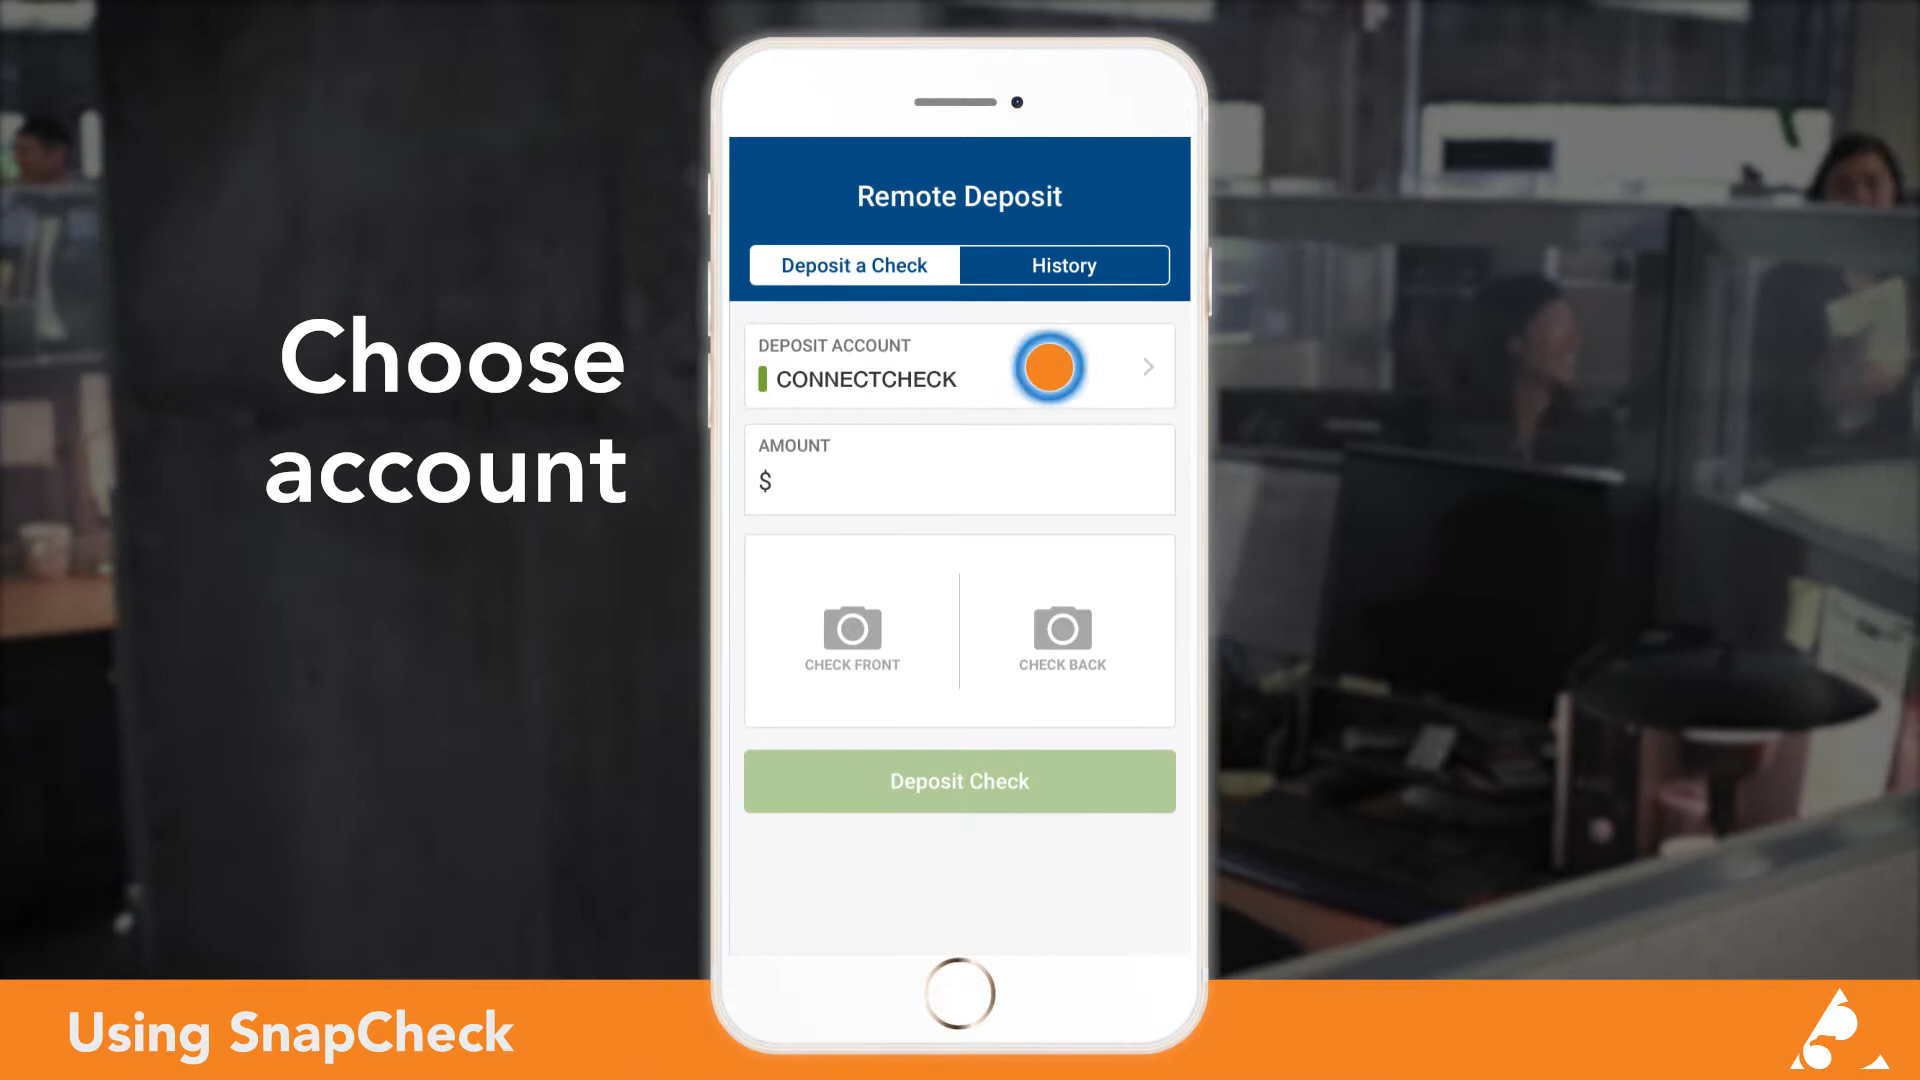 Choose
account
Remote Deposit
Deposit a Check
History
DEPOSIT ACCOUNT
CONNECTCHECK
AMOUNT
$
CHECK FRONT
CHECK BACK
Deposit Check
Using SnapCheck